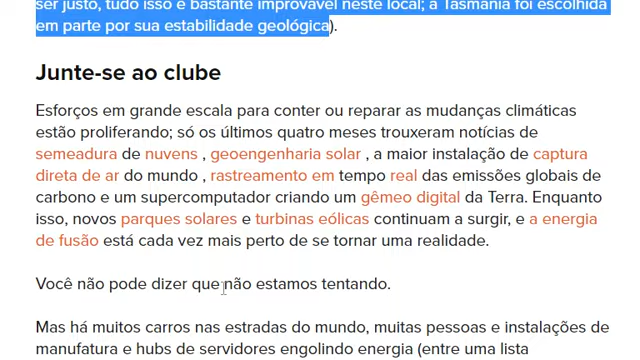 ser justo, tudo isso é bastante improvável neste local; a Tasmânia foi escolhida
em parte por sua estabilidade geológica).
Junte-se ao clube
Esforços em grande escala para conter ou reparar as mudanças climáticas
estão proliferando; só os últimos quatro meses trouxeram notícias de
semeadura de nuvens , geoengenharia solar , a maior instalação de captura
direta de ar do mundo , rastreamento em tempo real das emissões globais de
carbono e um supercomputador criando um gêmeo digital da Terra. Enquanto
isso, novos parques solares e turbinas eólicas continuam a surgir, e a energia
de fusão está cada vez mais perto de se tornar uma realidade.
Você não pode dizer que não estamos tentando.
Mas há muitos carros nas estradas do mundo, muitas pessoas e instalações de
manufatura e hubs de servidores engolindo energia (entre uma lista